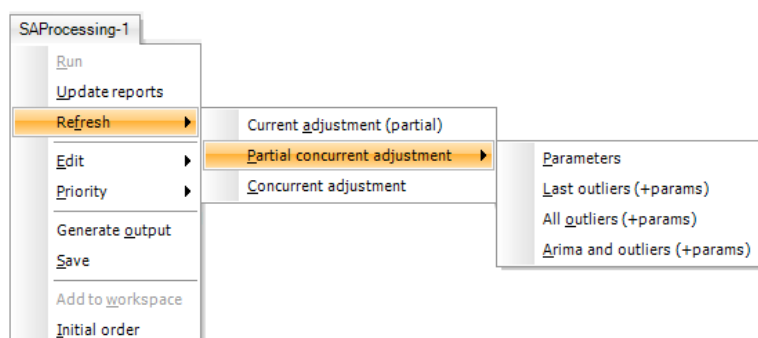 SAProcessing-1
Run
Update reports
Refresh
Edit
Priority
Generate output
Save
Add to workspace
Initial order
Current adjustment (partial)
Partial concurrent adjustment
Concurrent adjustment
Parameters
Last outliers (+params)
All outliers (+params)
Arima and outliers (+params)